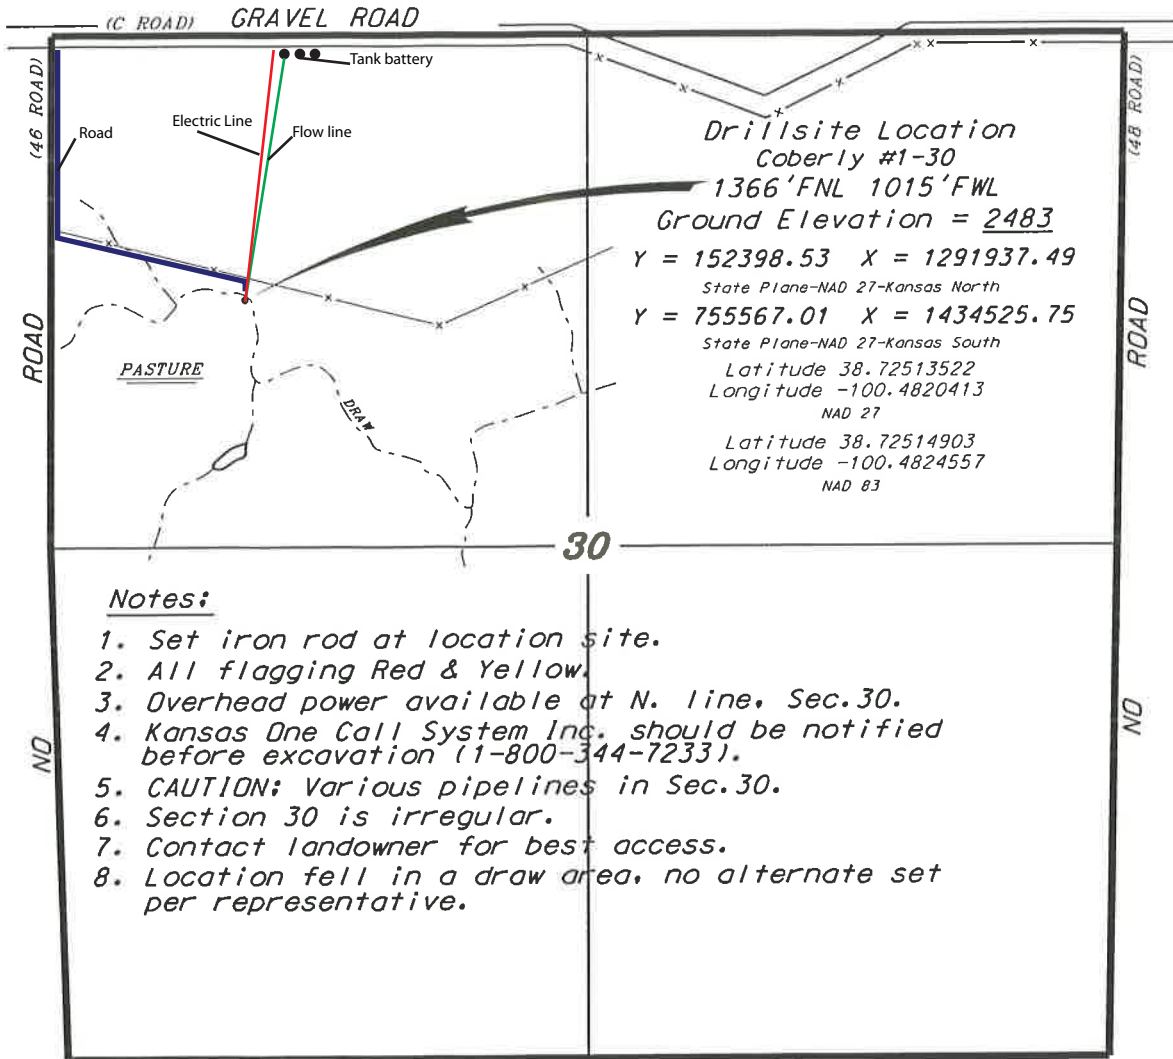 (C ROAD) GRAVEL ROAD
Tank battery
(46 ROAD)
(48 ROAD)
Road
Electric Line
Flow line
Drillsite Location
Coberly #1-30
1366'FNL 1015'FWL
Ground Elevation = 2483
Y = 152398.53 X = 1291937.49
State Plane-NAD 27-Kansas North
Y = 755567.01 X = 1434525.75
State Plane-NAD 27-Kansas South
Latitude 38.72513522
Longitude -100.4820413
NAD 27
Latitude 38.72514903
Longitude -100.4824557
NAD 83
ROAD
ROAD
PASTURE
DRAW
30
Notes:
1. Set iron rod at location site.
2. All flagging Red & Yellow.
3. Overhead power available at N. line, Sec.30.
4. Kansas One Call System Inc. should be notified
before excavation (1-800-344-7233).
5. CAUTION: Various pipelines in Sec.30.
6. Section 30 is irregular.
7. Contact landowner for best access.
8. Location fell in a draw area, no alternate set
per representative.
NO
NO